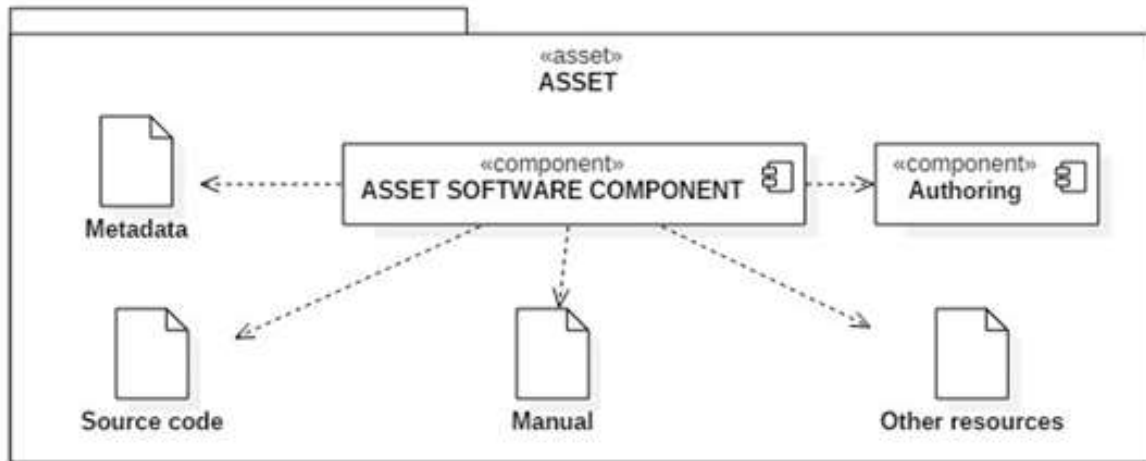 «asset»
ASSET
«component»
ASSET SOFTWARE COMPONENT
«component»
Authoring
Metadata
Source code
Manual
Other resources